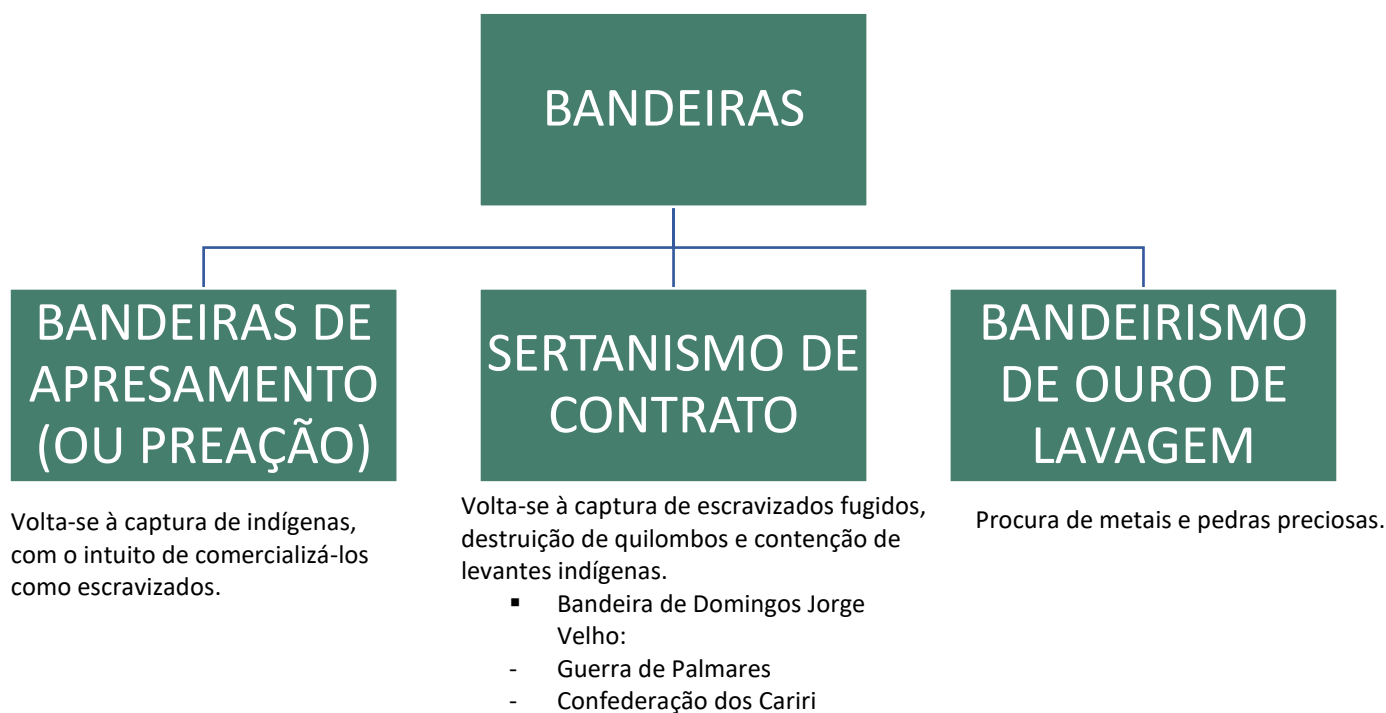 BANDEIRAS
BANDEIRAS DE
APRESAMENTO
(OU PREAÇÃO)
Volta-se à captura de indígenas,
com o intuito de comercializá-los
como escravizados.
SERTANISMO DE
CONTRATO
Volta-se à captura de escravizados fugidos,
destruição de quilombos e contenção de
levantes indígenas.
▪ Bandeira de Domingos Jorge
Velho:
- Guerra de Palmares
- Confederação dos Cariri
BANDEIRISMO
DE OURO DE
LAVAGEM
Procura de metais e pedras preciosas.